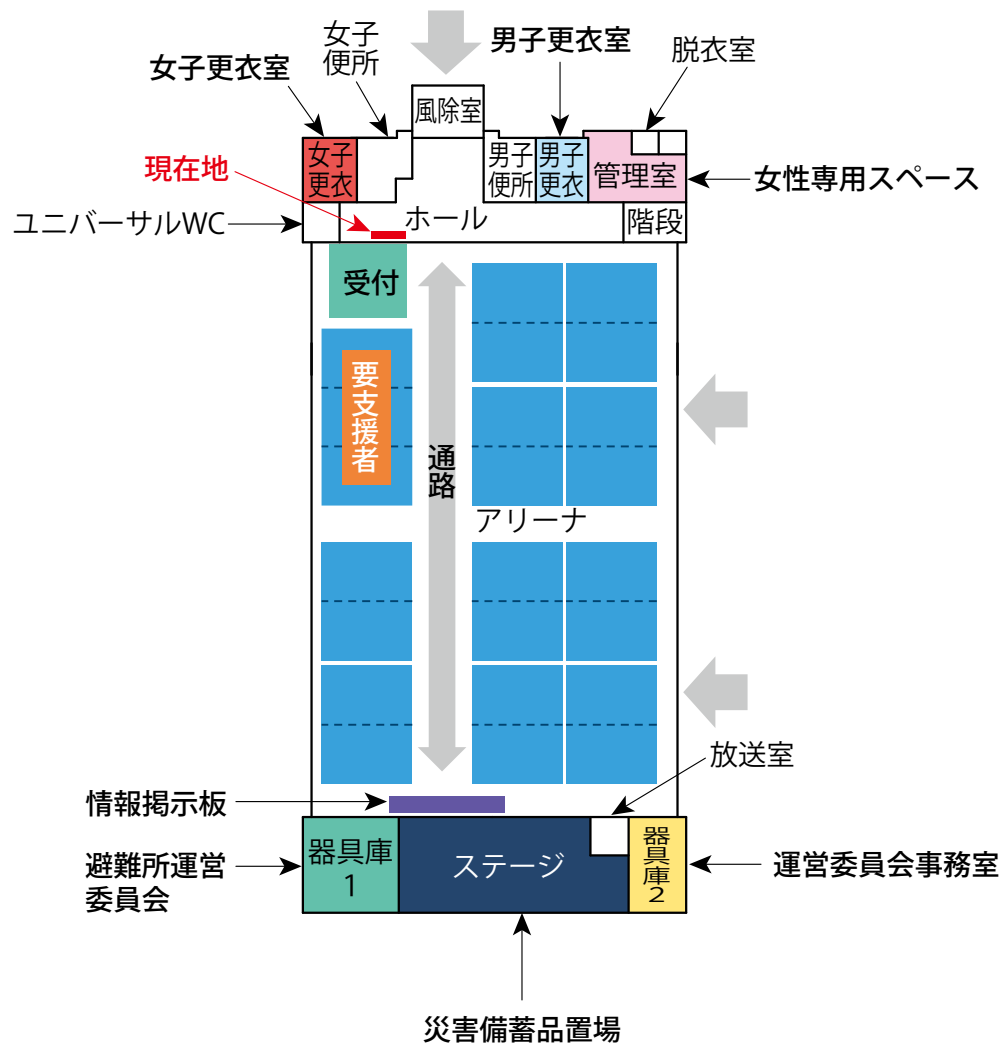 女子
便所
男子更衣室
脱衣室
女子更衣室
風除室
女子
更衣
男子
便所
男子
更衣
管理室
現在地
女性専用スペース
ユニバーサルWC
ホール
階段
受付
要支援者
通路
アリーナ
放送室
情報掲示板
器具庫
1
ステージ
器具庫2
避難所運営
委員会
運営委員会事務室
災害備蓄品置場